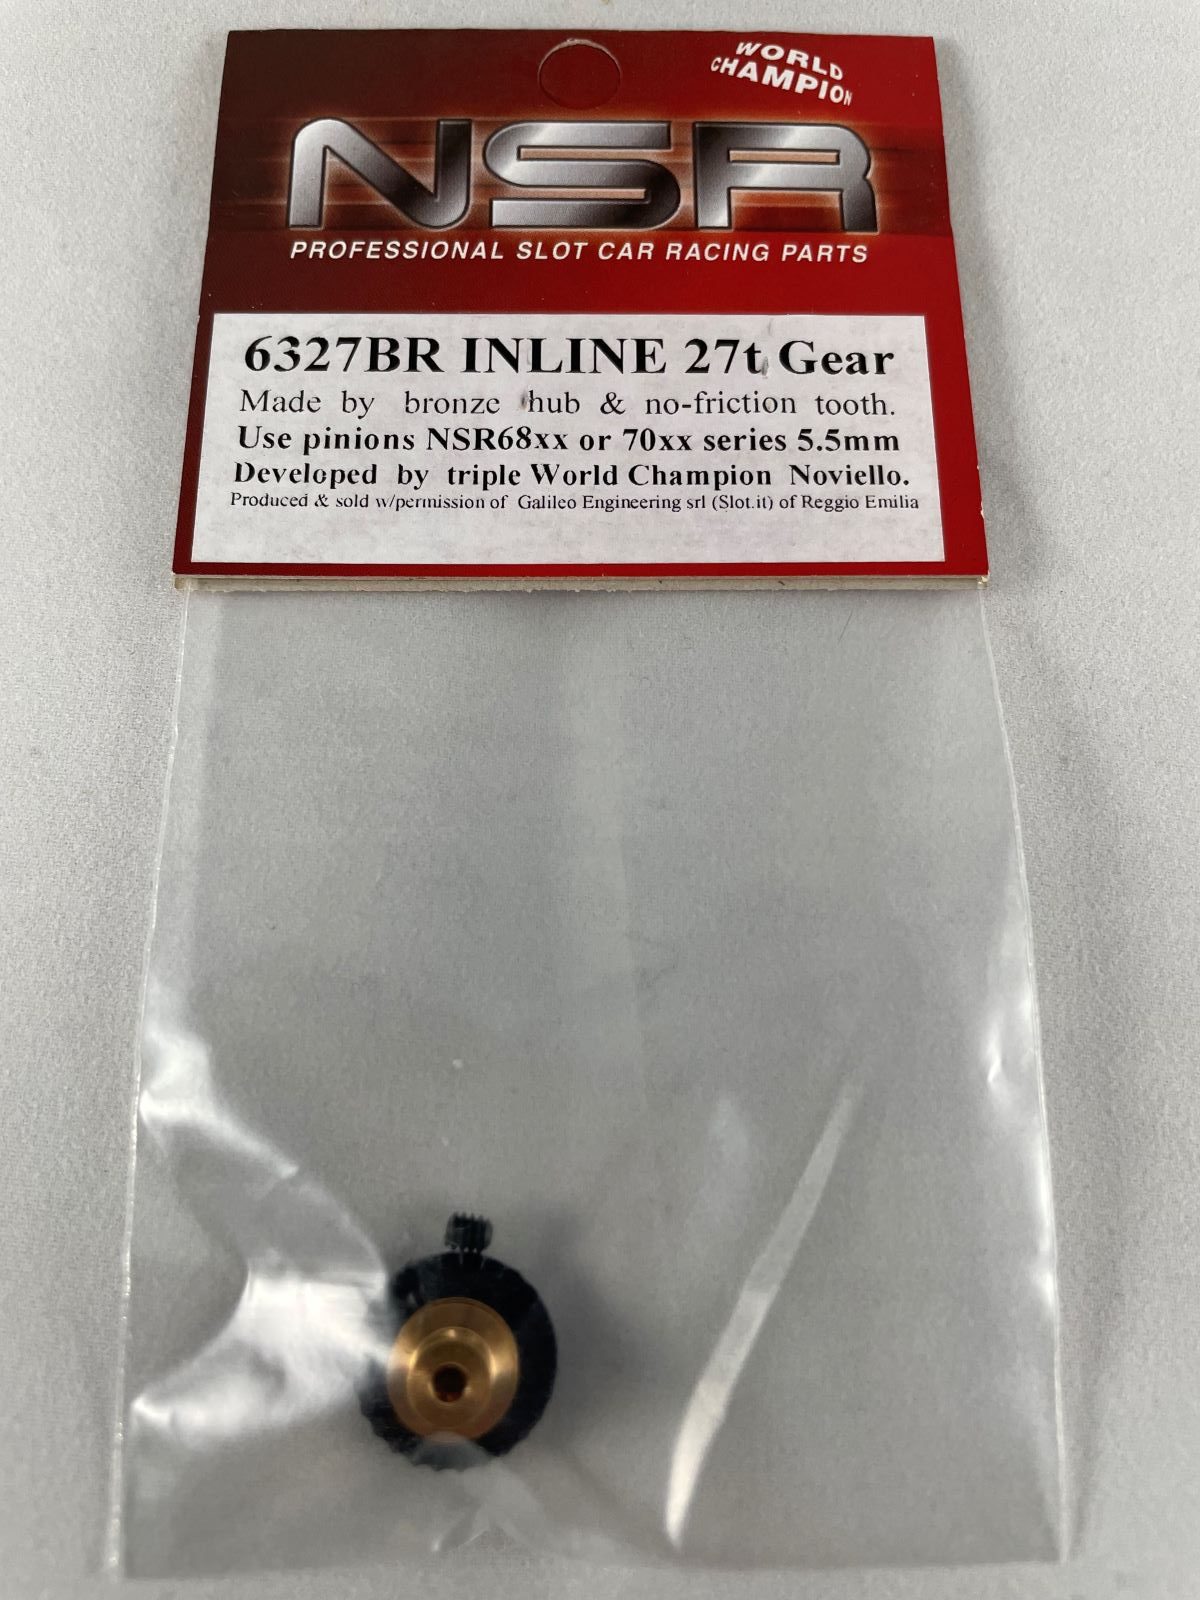 WORLD
CHAMPION
NSR
PROFESSIONAL SLOT CAR RACING PARTS
6327BR INLINE 27t Gear
Made by bronze hub & no-friction tooth.
Use pinions NSR68xx or 70xx series 5.5mm
Developed by triple World Champion Noviello.
Produced & sold w/permission of Galileo Engineering srl (Slot.it) of Reggio Emilia